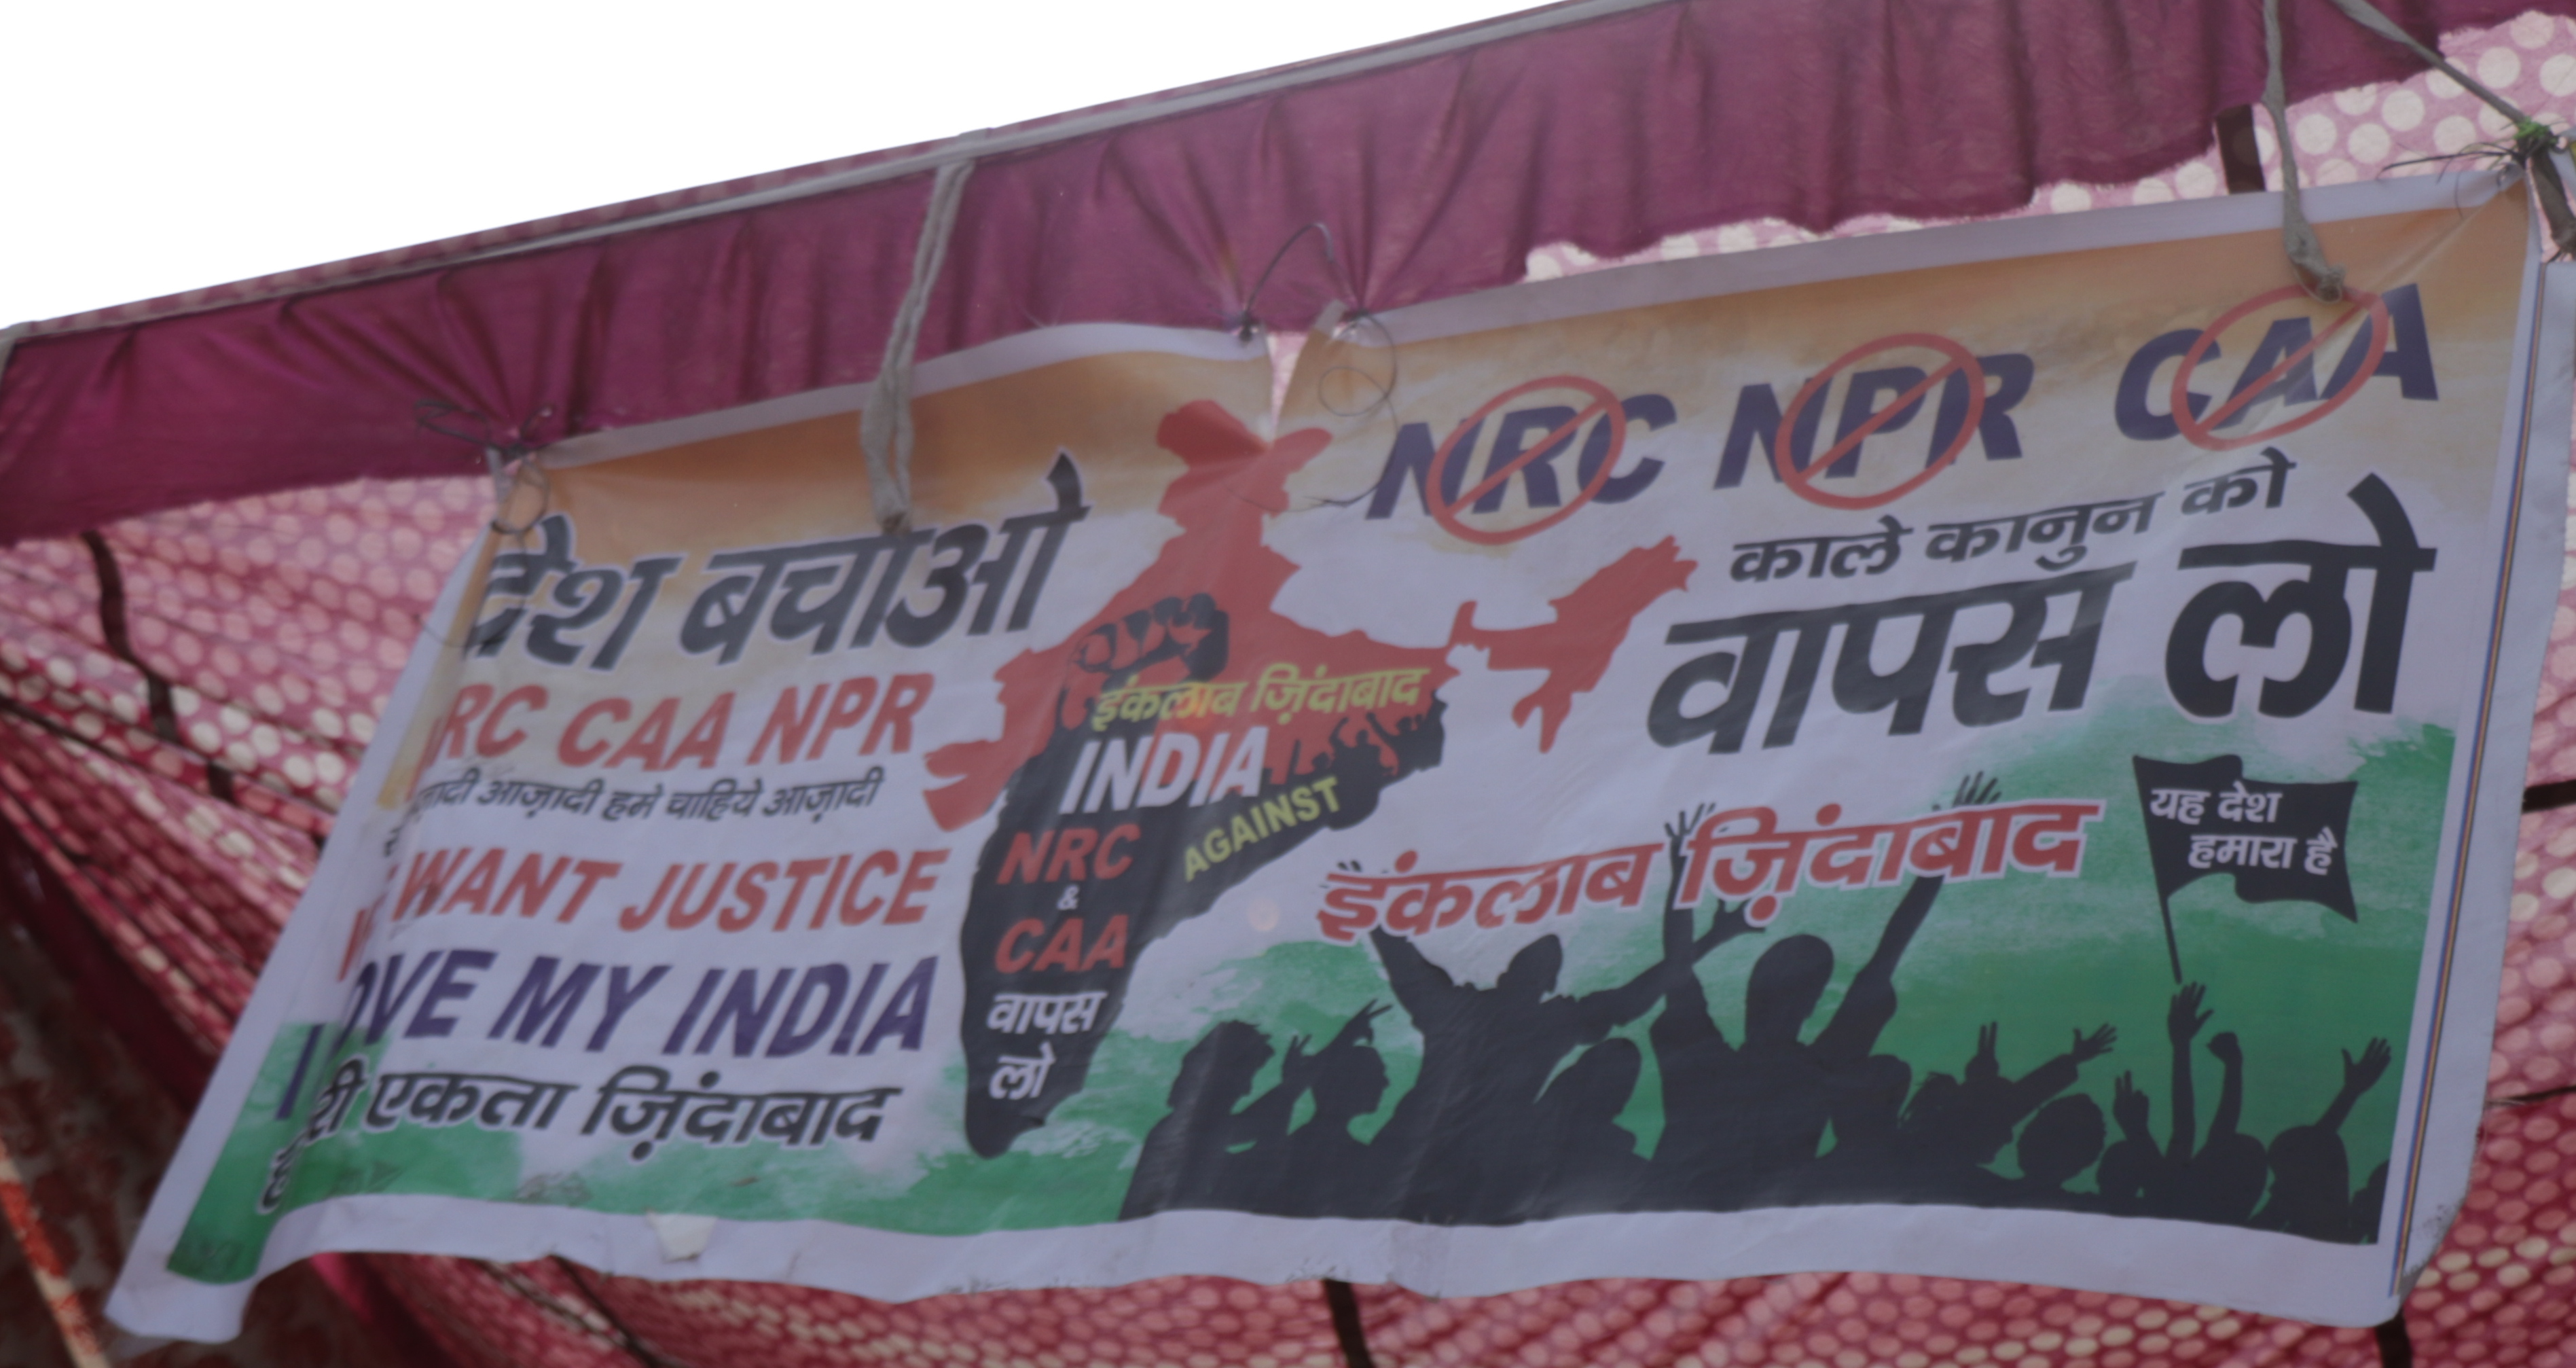 देश बचाओ
RC CAA NPR
आज़ादी हमे चाहिये आज़ादी
WANT JUSTICE
I OVE MY INDIA
री एकता ज़िंदाबाद
इंकलाब ज़िंदाबाद
INDIA
AGAINST
NRC
&
CAA
वापस
लो
NRC NPR CAA
काले कानुन को
वापस लो
इंकलाब ज़िंदाबाद
यह देश
हमारा है